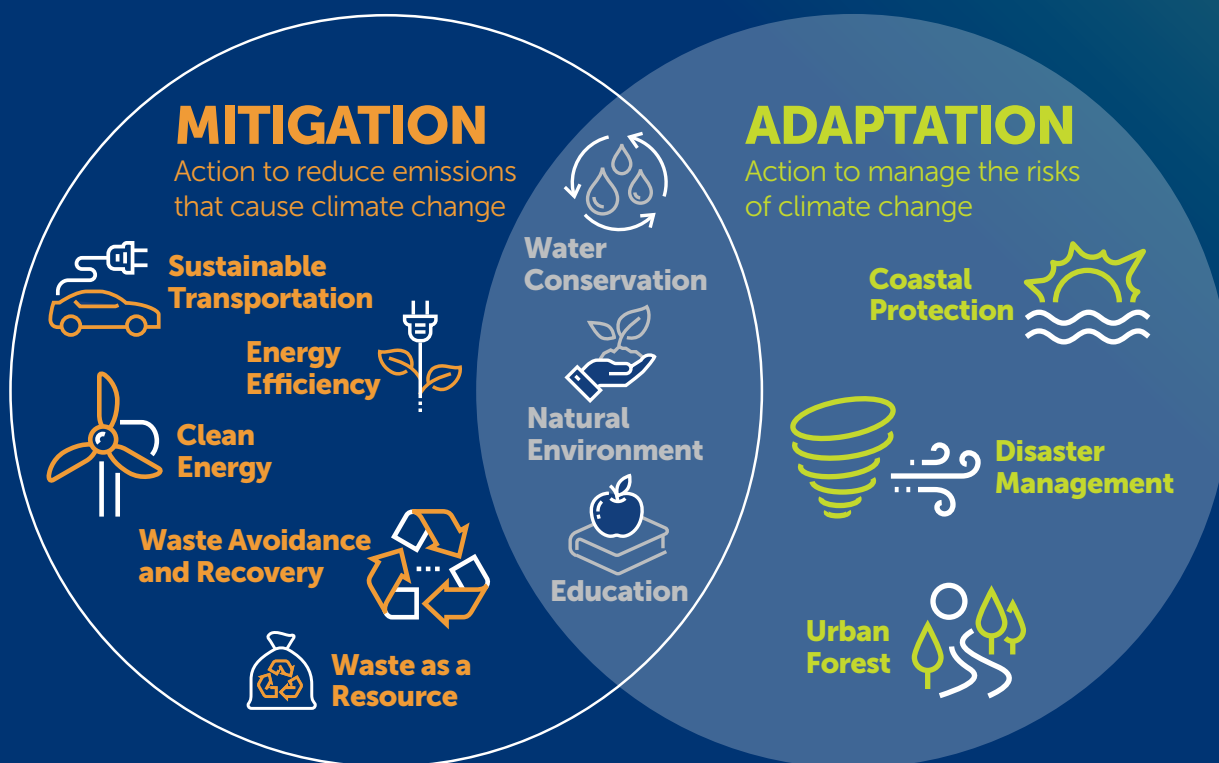 MITIGATION
Action to reduce emissions
that cause climate change
Sustainable
Transportation
Energy
Efficiency
Clean
Energy
Waste Avoidance
and Recovery
Waste as a
Resource
Water
Conservation
Natural
Environment
Education
ADAPTATION
Action to manage the risks
of climate change
Coastal
Protection
Disaster
Management
Urban
Forest